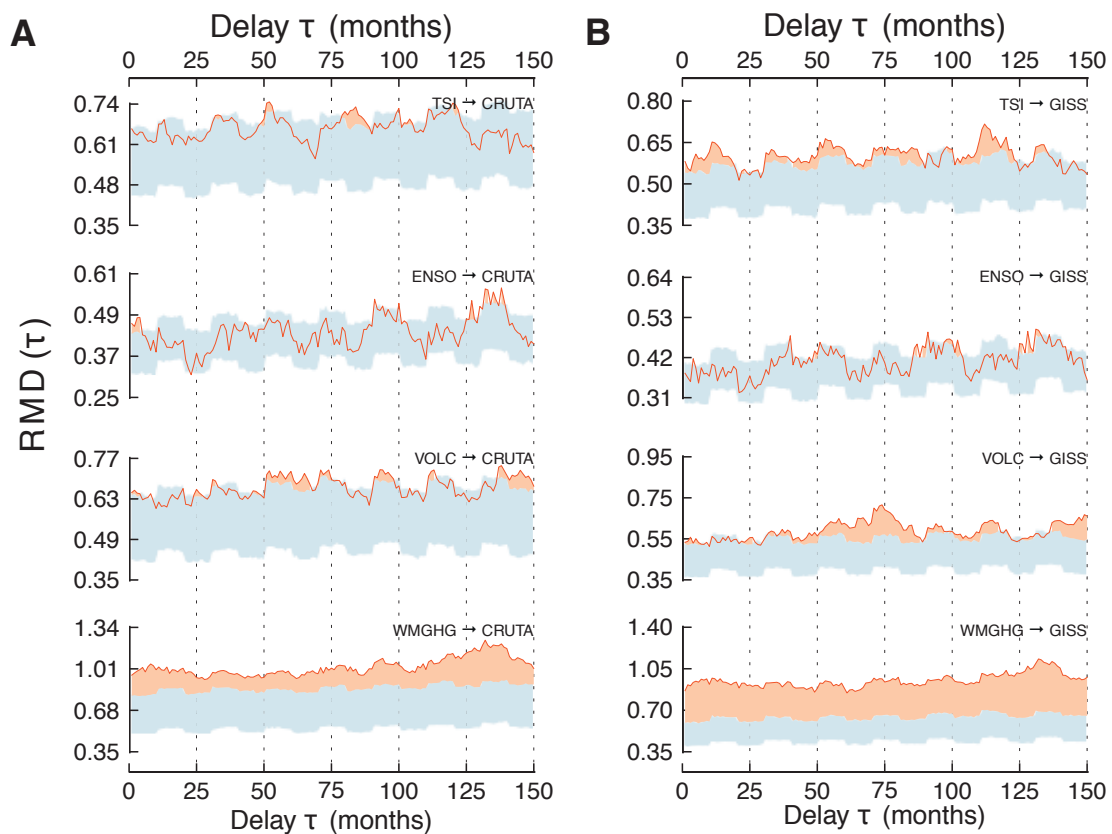 A
Delay τ (months)
0 25 50 75 100 125 150
TSI → CRUTA
0.74
0.61
0.48
0.35
ENSO → CRUTA
0.61
0.49
0.37
0.25
RMD (τ)
VOLC → CRUTA
0.77
0.63
0.49
0.35
WMGHG → CRUTA
1.34
1.01
0.68
0.35
0 25 50 75 100 125 150
Delay τ (months)
B
Delay τ (months)
0 25 50 75 100 125 150
TSI → GISS
0.80
0.65
0.50
0.35
ENSO → GISS
0.64
0.53
0.42
0.31
VOLC → GISS
0.95
0.75
0.55
0.35
WMGHG → GISS
1.40
1.05
0.70
0.35
0 25 50 75 100 125 150
Delay τ (months)